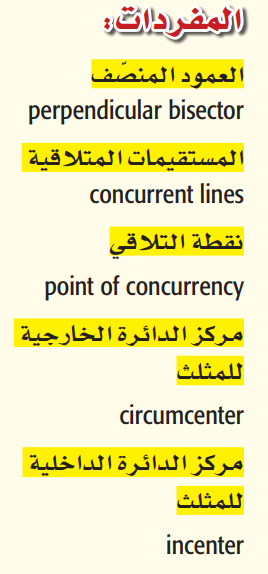 المفردات:
العمود المنصّف
perpendicular bisector
المستقيمات المتلاقية
concurrent lines
نقطة التلاقي
point of concurrency
مركز الدائرة الخارجية
للمثلث
circumcenter
مركز الدائرة الداخلية
للمثلث
incenter